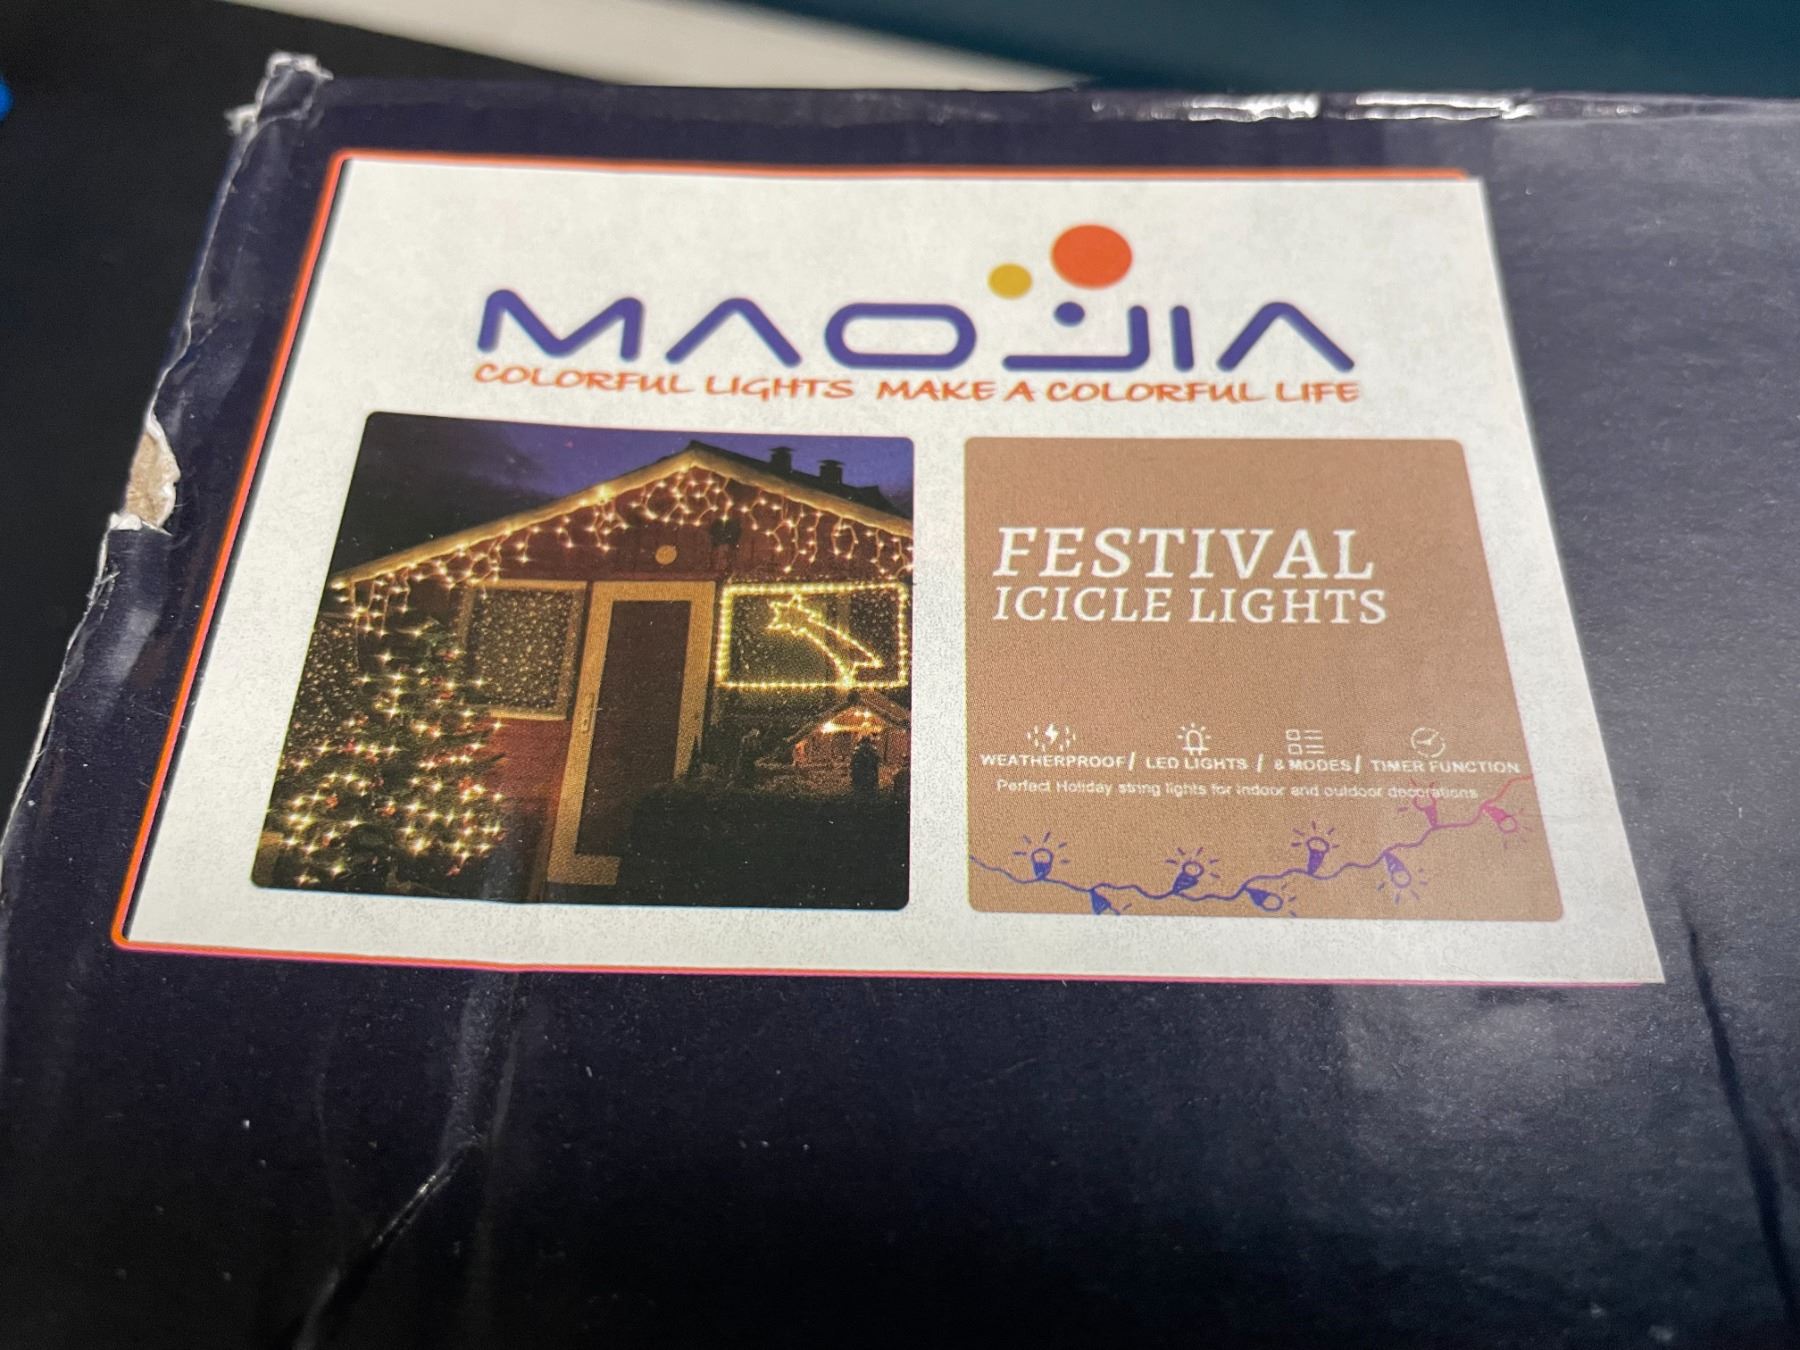 MAOJIA
COLORFUL LIGHTS MAKE A COLORFUL LIFE
FESTIVAL
ICICLE LIGHTS
WEATHERPROOF / LED LIGHTS / 8 MODES / TIMER FUNCTION
Perfect Holiday string lights for indoor and outdoor decorations